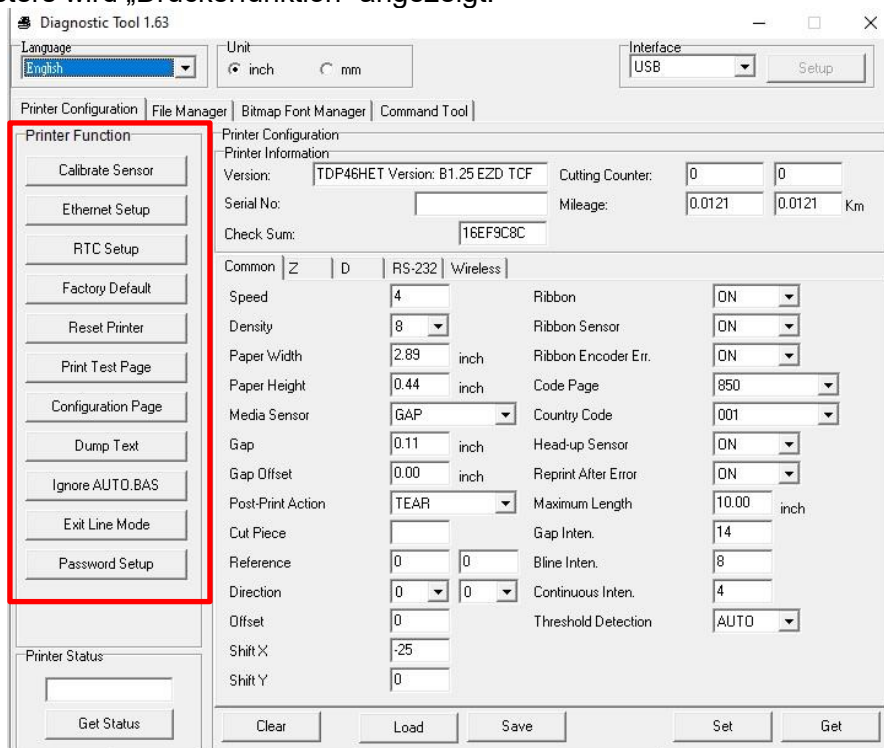 wird „Druckerfunktion“ angezeigt.
Diagnostic Tool 1.63
Language
English
Unit
inch mm
Interface
USB Setup
Printer Configuration File Manager Bitmap Font Manager Command Tool
Printer Function
Calibrate Sensor
Ethernet Setup
RTC Setup
Factory Default
Reset Printer
Print Test Page
Configuration Page
Dump Text
Ignore AUTO.BAS
Exit Line Mode
Password Setup
Printer Status
Get Status
Printer Configuration
Printer Information
Version: TDP46HET Version: B1.25 EZD TCF Cutting Counter: 0 0
Serial No: Mileage: 0.0121 0.0121 Km
Check Sum: 16EF9C8C
Common Z D RS-232 Wireless
Speed 4 Ribbon ON
Density 8 Ribbon Sensor ON
Paper Width 2.89 inch Ribbon Encoder Err. ON
Paper Height 0.44 inch Code Page 850
Media Sensor GAP Country Code 001
Gap 0.11 inch Head-up Sensor ON
Gap Offset 0.00 inch Reprint After Error ON
Post-Print Action TEAR Maximum Length 10.00 inch
Cut Piece Gap Inten. 14
Reference 0 0 Bline Inten. 8
Direction 0 0 Continuous Inten. 4
Offset 0 Threshold Detection AUTO
Shift X -25
Shift Y 0
Clear Load Save Set Get